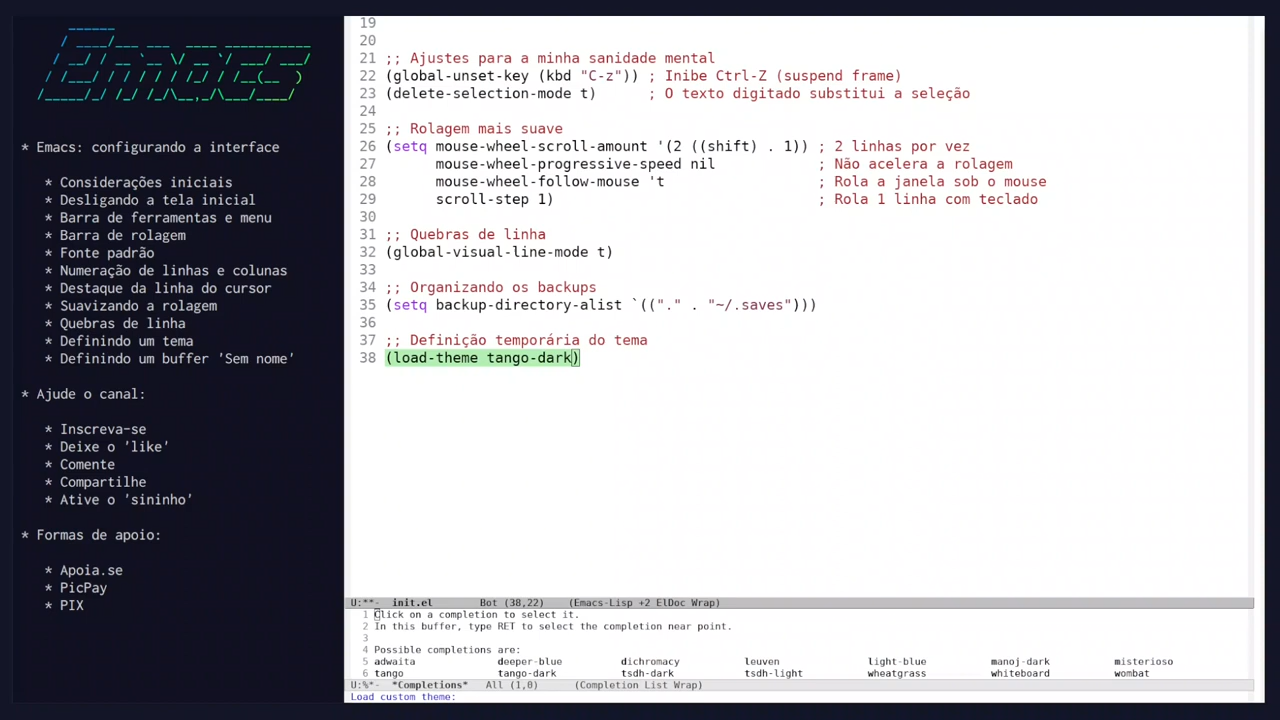 * Emacs: configurando a interface
* Considerações iniciais
* Desligando a tela inicial
* Barra de ferramentas e menu
* Barra de rolagem
* Fonte padrão
* Numeração de linhas e colunas
* Destaque da linha do cursor
* Suavizando a rolagem
* Quebras de linha
* Definindo um tema
* Definindo um buffer 'Sem nome'
* Ajude o canal:
* Inscreva-se
* Deixe o 'like'
* Comente
* Compartilhe
* Ative o 'sininho'
* Formas de apoio:
* Apoia.se
* PicPay
* PIX
19
20
21 ;; Ajustes para a minha sanidade mental
22 (global-unset-key (kbd "C-z")) ; Inibe Ctrl-Z (suspend frame)
23 (delete-selection-mode t) ; O texto digitado substitui a seleção
24
25 ;; Rolagem mais suave
26 (setq mouse-wheel-scroll-amount '(2 ((shift) . 1)) ; 2 linhas por vez
27 mouse-wheel-progressive-speed nil ; Não acelera a rolagem
28 mouse-wheel-follow-mouse 't ; Rola a janela sob o mouse
29 scroll-step 1) ; Rola 1 linha com teclado
30
31 ;; Quebras de linha
32 (global-visual-line-mode t)
33
34 ;; Organizando os backups
35 (setq backup-directory-alist `(("." . "~/.saves")))
36
37 ;; Definição temporária do tema
38 (load-theme tango-dark)
U:**- init.el Bot (38,22) (Emacs-Lisp +2 ElDoc Wrap)
1 Click on a completion to select it.
2 In this buffer, type RET to select the completion near point.
3
4 Possible completions are:
5 adwaita deeper-blue dichromacy leuven light-blue manoj-dark misterioso
6 tango tango-dark tsdh-dark tsdh-light wheatgrass whiteboard wombat
U:%*- *Completions* All (1,0) (Completion List Wrap)
Load custom theme: